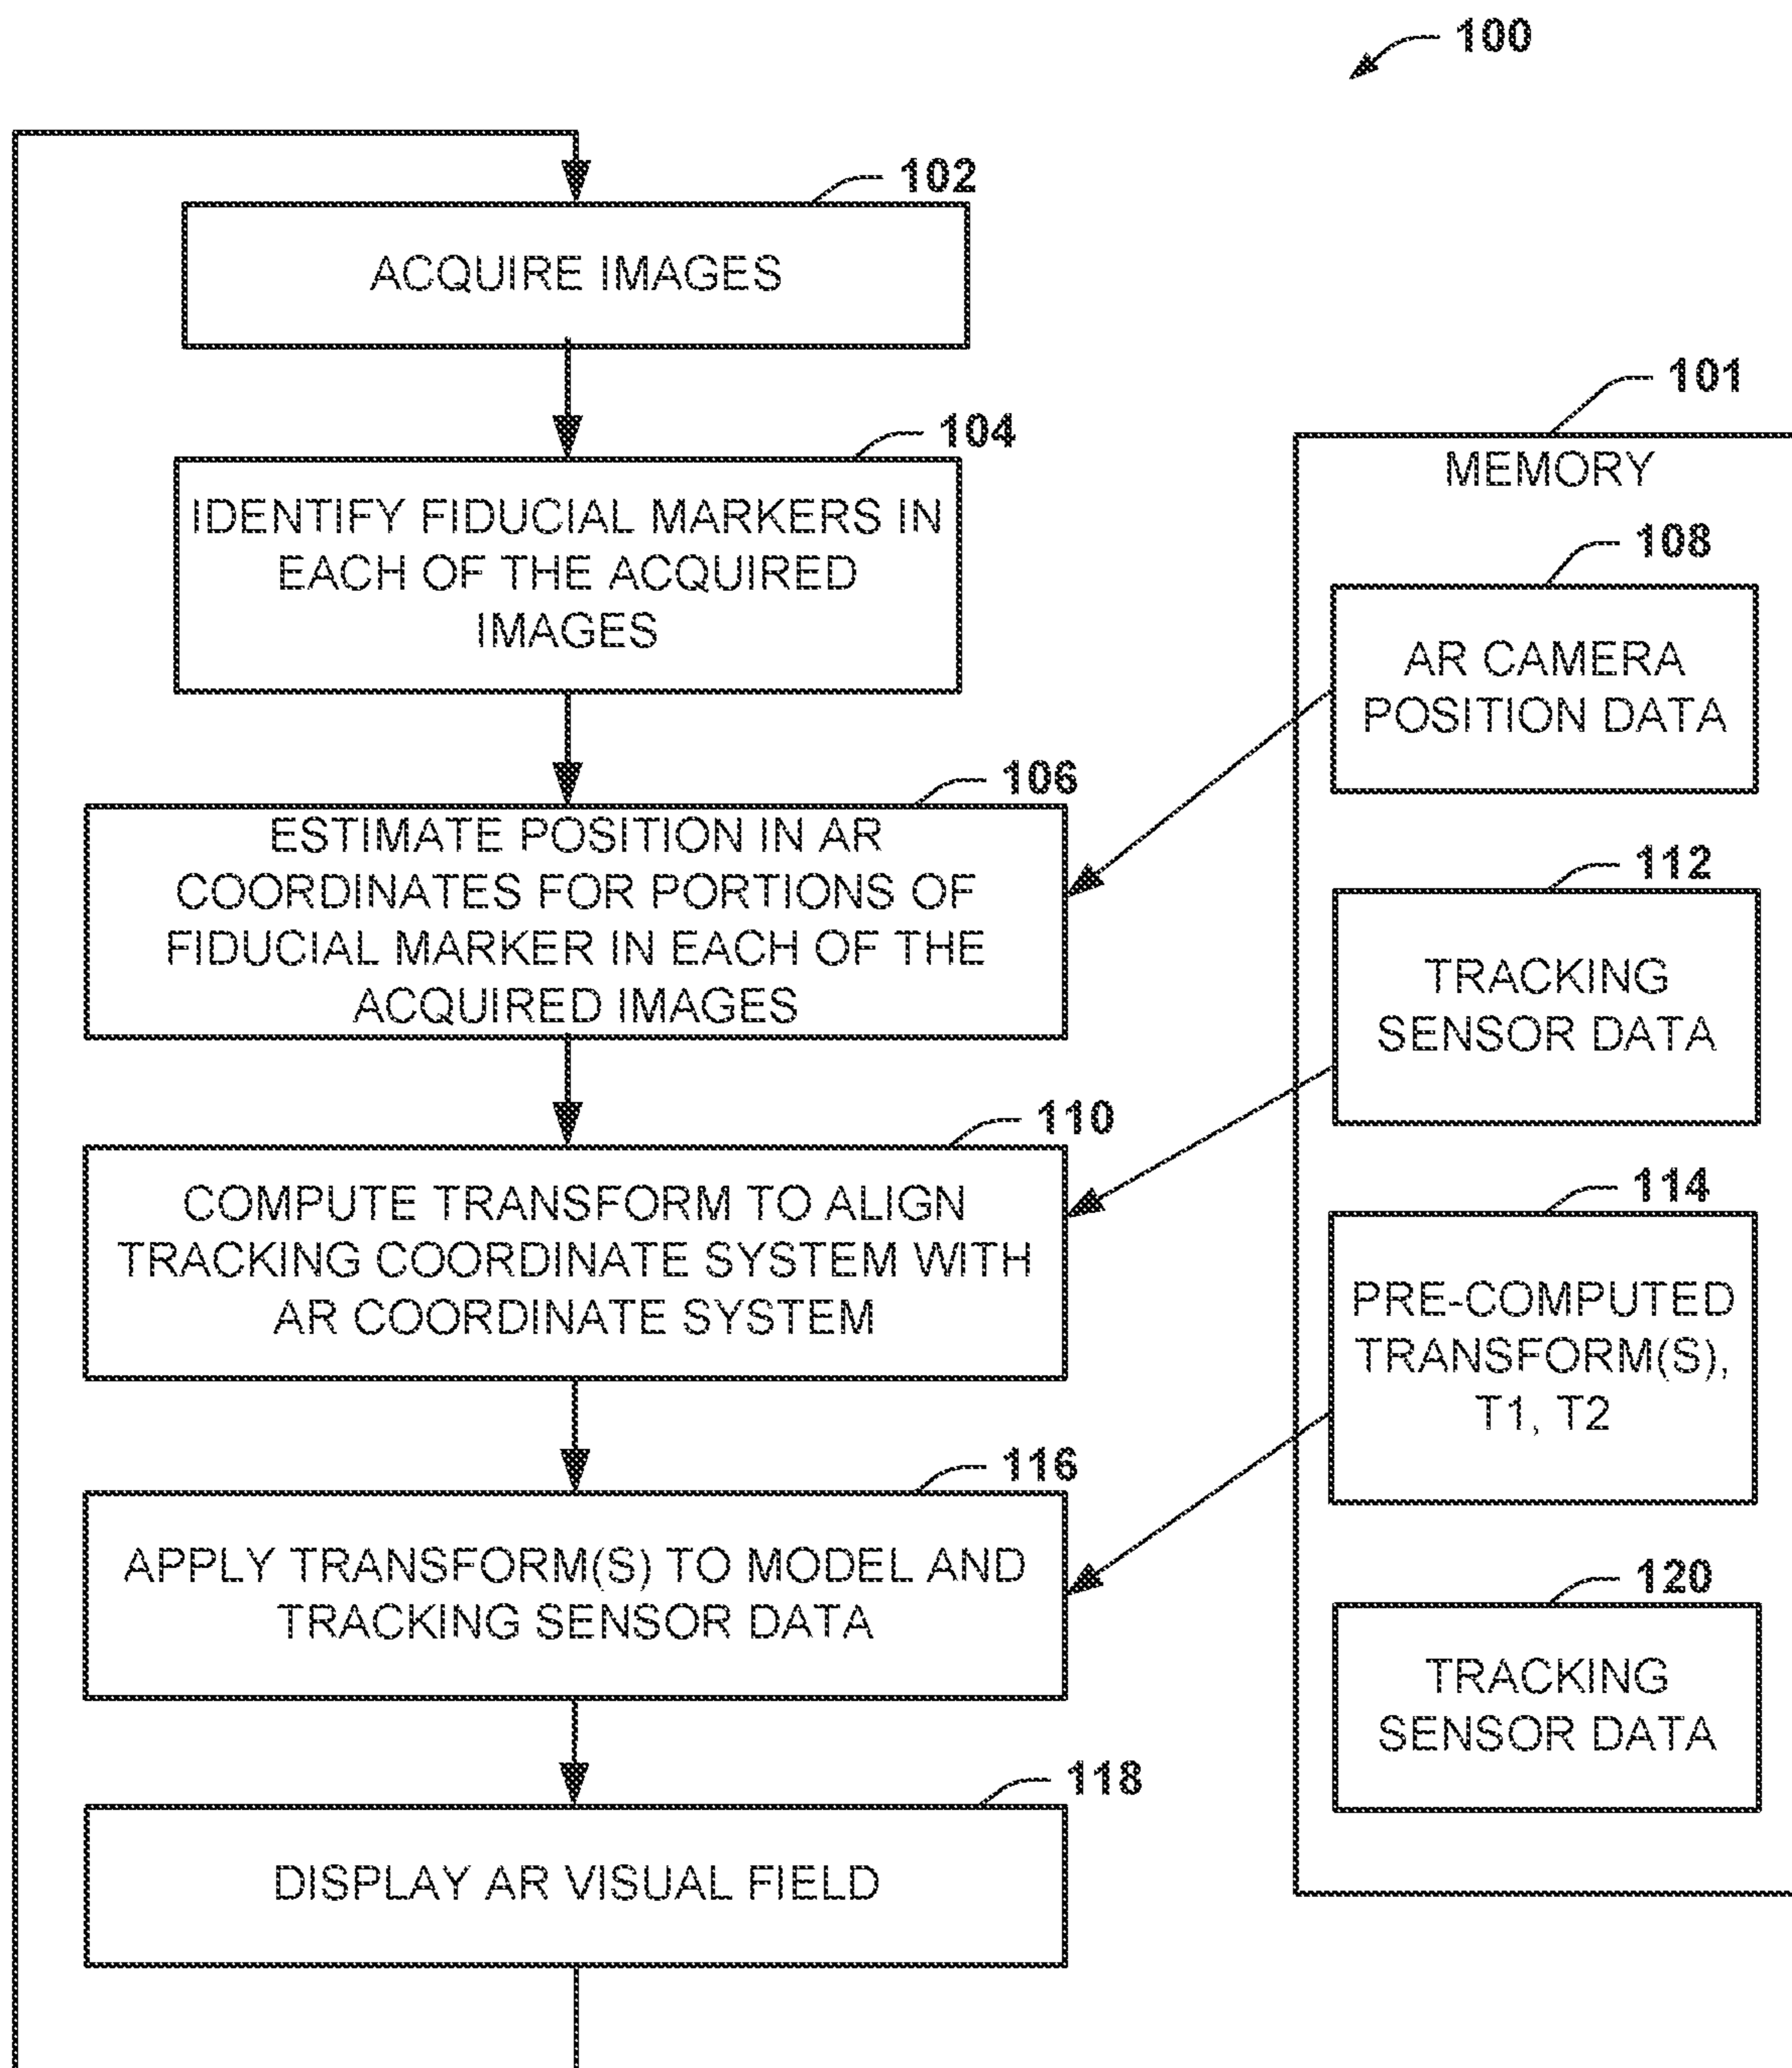 100
102
ACQUIRE IMAGES
104
IDENTIFY FIDUCIAL MARKERS IN
EACH OF THE ACQUIRED
IMAGES
106
ESTIMATE POSITION IN AR
COORDINATES FOR PORTIONS OF
FIDUCIAL MARKER IN EACH OF THE
ACQUIRED IMAGES
110
COMPUTE TRANSFORM TO ALIGN
TRACKING COORDINATE SYSTEM WITH
AR COORDINATE SYSTEM
116
APPLY TRANSFORM(S) TO MODEL AND
TRACKING SENSOR DATA
118
DISPLAY AR VISUAL FIELD
101
MEMORY
108
AR CAMERA
POSITION DATA
112
TRACKING
SENSOR DATA
114
PRE-COMPUTED
TRANSFORM(S),
T1, T2
120
TRACKING
SENSOR DATA